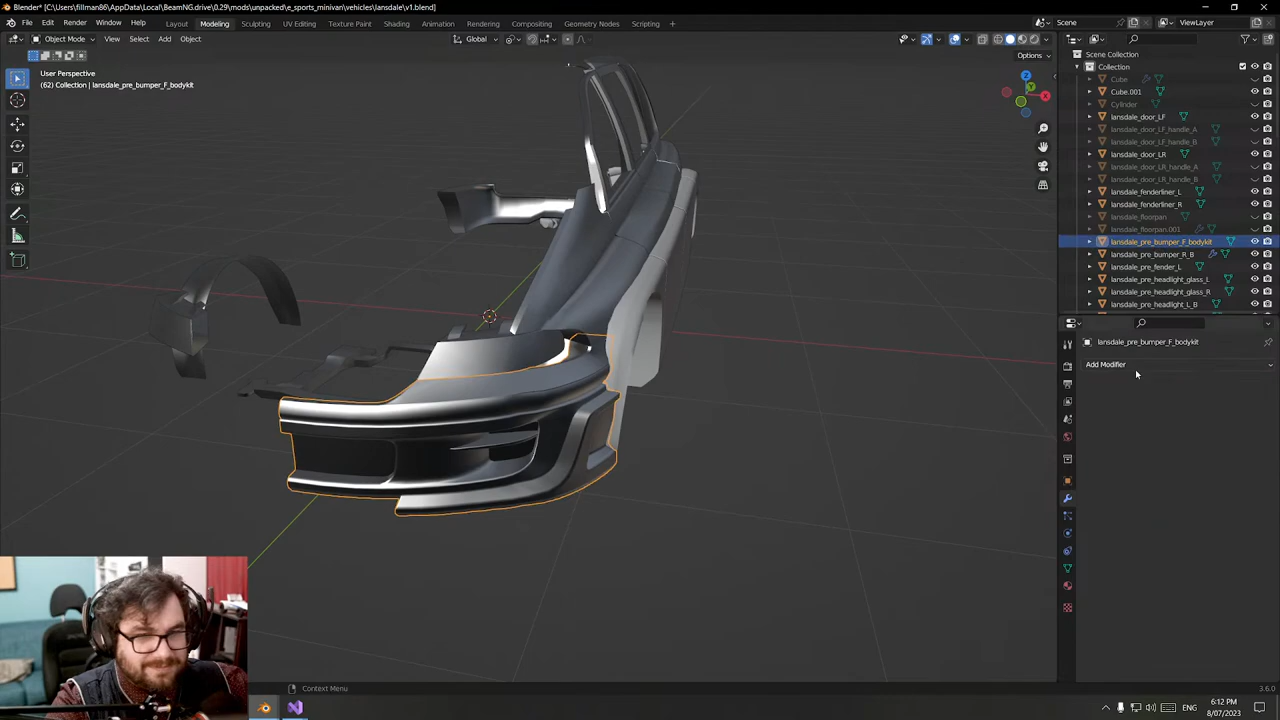 Blender* [C:\Users\fillman86\AppData\Local\BeamNG.drive\0.29\mods\unpacked\e_sports_minivan\vehicles\lansdale\v1.blend]
File Edit Render Window Help Layout Modeling Sculpting UV Editing Texture Paint Shading Animation Rendering Compositing Geometry Nodes Scripting + Scene ViewLayer
Object Mode View Select Add Object Global
Options
User Perspective
(62) Collection | lansdale_pre_bumper_F_bodykit
Scene Collection
Collection
Cube
Cube.001
Cylinder
lansdale_door_LF
lansdale_door_LF_handle_A
lansdale_door_LF_handle_B
lansdale_door_LR
lansdale_door_LR_handle_A
lansdale_door_LR_handle_B
lansdale_fenderliner_L
lansdale_fenderliner_R
lansdale_floorpan
lansdale_floorpan.001
lansdale_pre_bumper_F_bodykit
lansdale_pre_bumper_R_B
lansdale_pre_fender_L
lansdale_pre_headlight_glass_L
lansdale_pre_headlight_glass_R
lansdale_pre_headlight_L_B
Z
Y
X
lansdale_pre_bumper_F_bodykit
Add Modifier
Context Menu
3.6.0
ENG
6:12 PM
8/07/2023